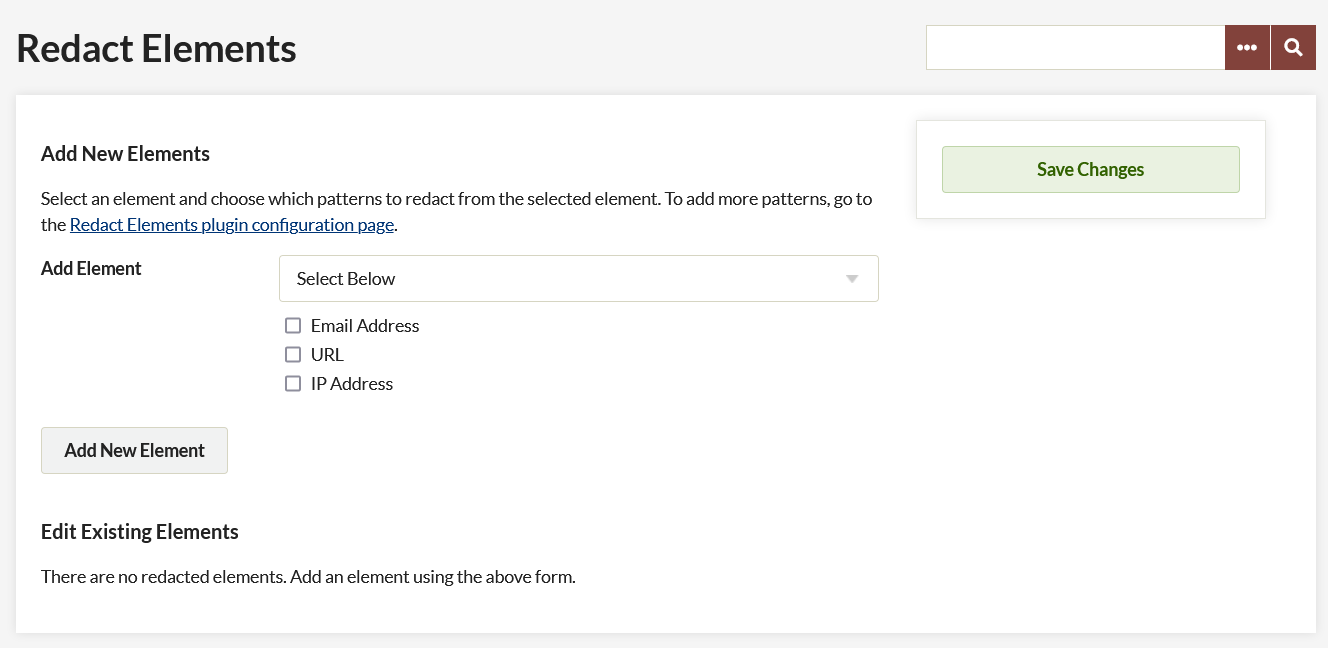 Redact Elements
Add New Elements
Save Changes
Select an element and choose which patterns to redact from the selected element. To add more patterns, go to
the Redact Elements plugin configuration page.
Add Element
Select Below
Email Address
URL
IP Address
Add New Element
Edit Existing Elements
There are no redacted elements. Add an element using the above form.